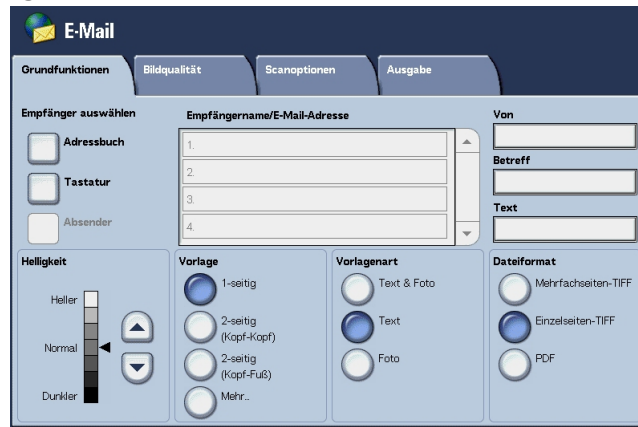 E-Mail
Grundfunktionen
Bildqualität
Scanoptionen
Ausgabe
Empfänger auswählen
Adressbuch
Tastatur
Absender
Empfängername/E-Mail-Adresse
1.
2.
3.
4.
Von
Betreff
Text
Helligkeit
Heller
Normal
Dunkler
Vorlage
1-seitig
2-seitig
(Kopf-Kopf)
2-seitig
(Kopf-Fuß)
Mehr...
Vorlagenart
Text & Foto
Text
Foto
Dateiformat
Mehrfachseiten-TIFF
Einzelseiten-TIFF
PDF